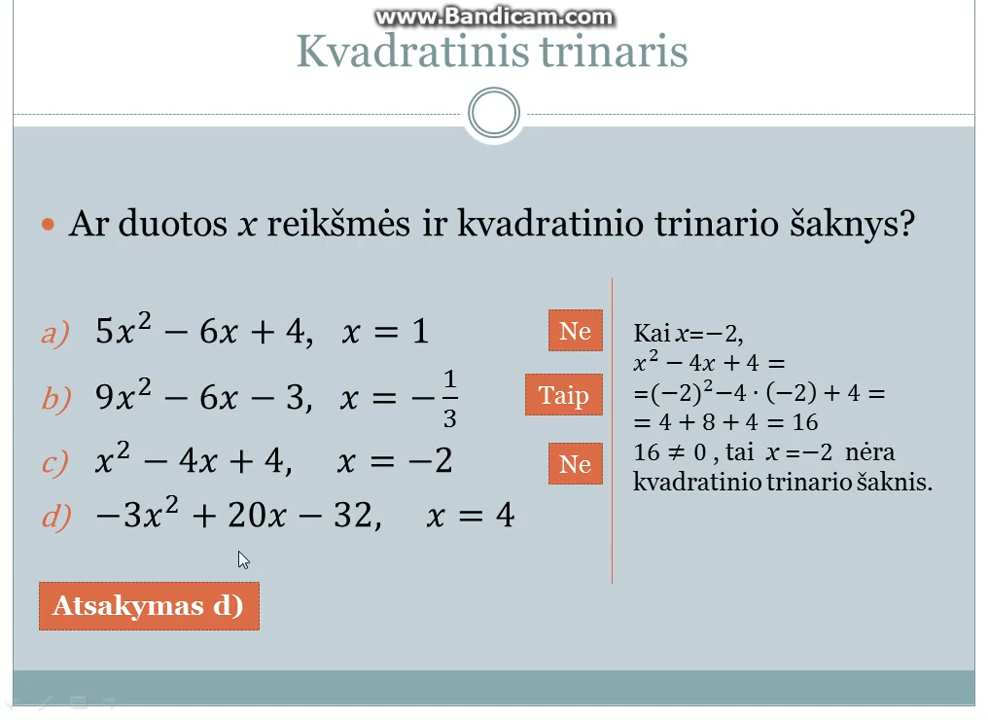 www.Bandicam.com
Kvadratinis trinaris
• Ar duotos x reikšmės ir kvadratinio trinario šaknys?
a) 5x² − 6x + 4, x = 1
Ne
b) 9x² − 6x − 3, x = −1/3
Taip
c) x² − 4x + 4, x = −2
Ne
d) −3x² + 20x − 32, x = 4
Kai x=−2,
x² − 4x + 4 =
=(−2)²−4 · (−2) + 4 =
= 4 + 8 + 4 = 16
16 ≠ 0 , tai x =−2 nėra
kvadratinio trinario šaknis.
Atsakymas d)